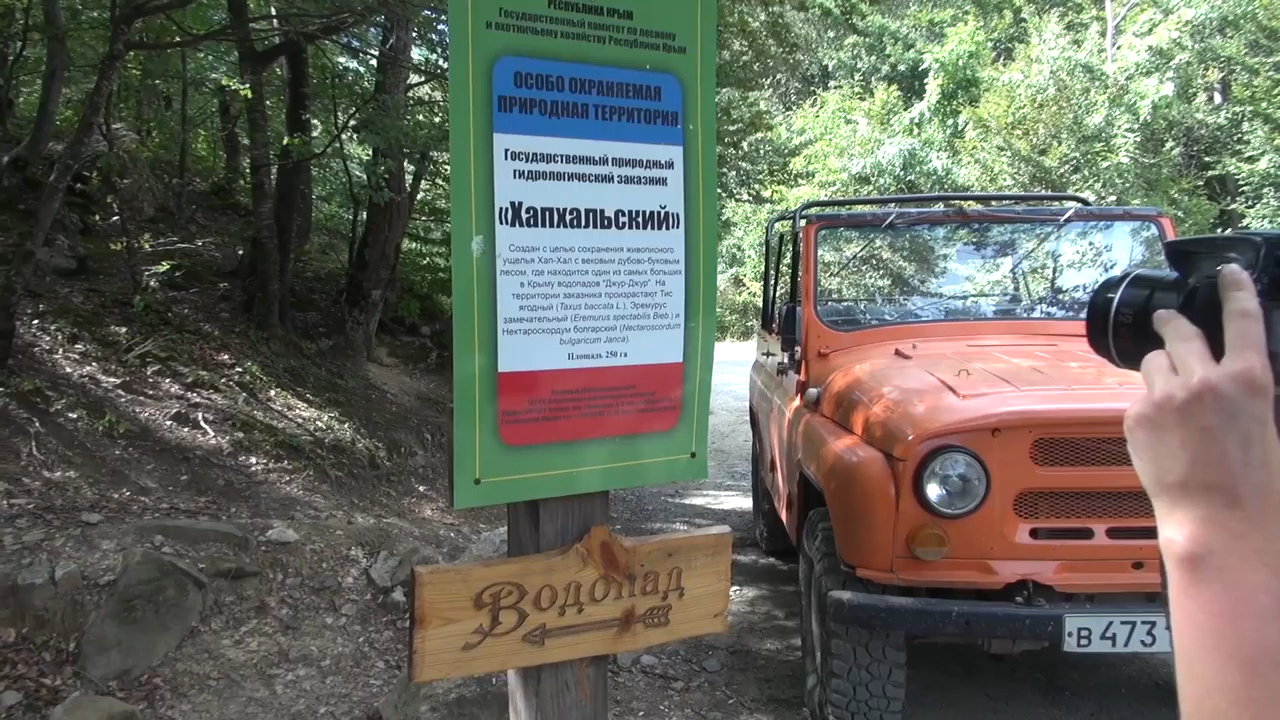 РЕСПУБЛИКА КРЫМ
Государственный комитет по лесному
и охотничьему хозяйству Республики Крым
ОСОБО ОХРАНЯЕМАЯ
ПРИРОДНАЯ ТЕРРИТОРИЯ
Государственный природный
гидрологический заказник
«Хапхальский»
Создан с целью сохранения живописного
ущелья Хап-Хал с вековым дубово-буковым
лесом, где находится один из самых больших
в Крыму водопадов "Джур-Джур". На
территории заказника произрастают Тис
ягодный (Taxus baccata L.), Эремурус
замечательный (Eremurus spectabilis Bieb.) и
Нектароскордум болгарский (Nectaroscordum
bulgaricum Janca).
Площадь 250 га
Водопад
в 473